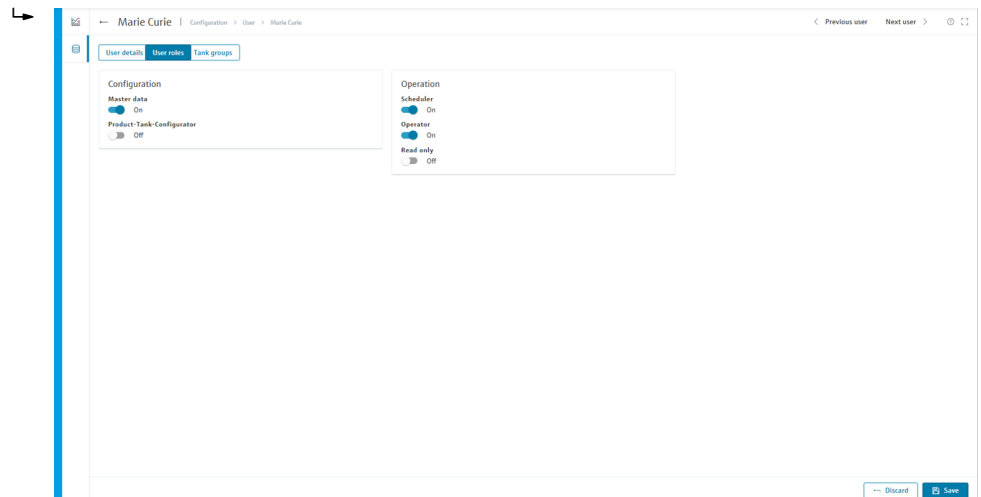 Marie Curie | Configuration > User > Marie Curie
Previous user Next user
User details User roles Tank groups
Configuration
Master data
On
Product-Tank-Configurator
Off
Operation
Scheduler
On
Operator
On
Read only
Off
Discard Save